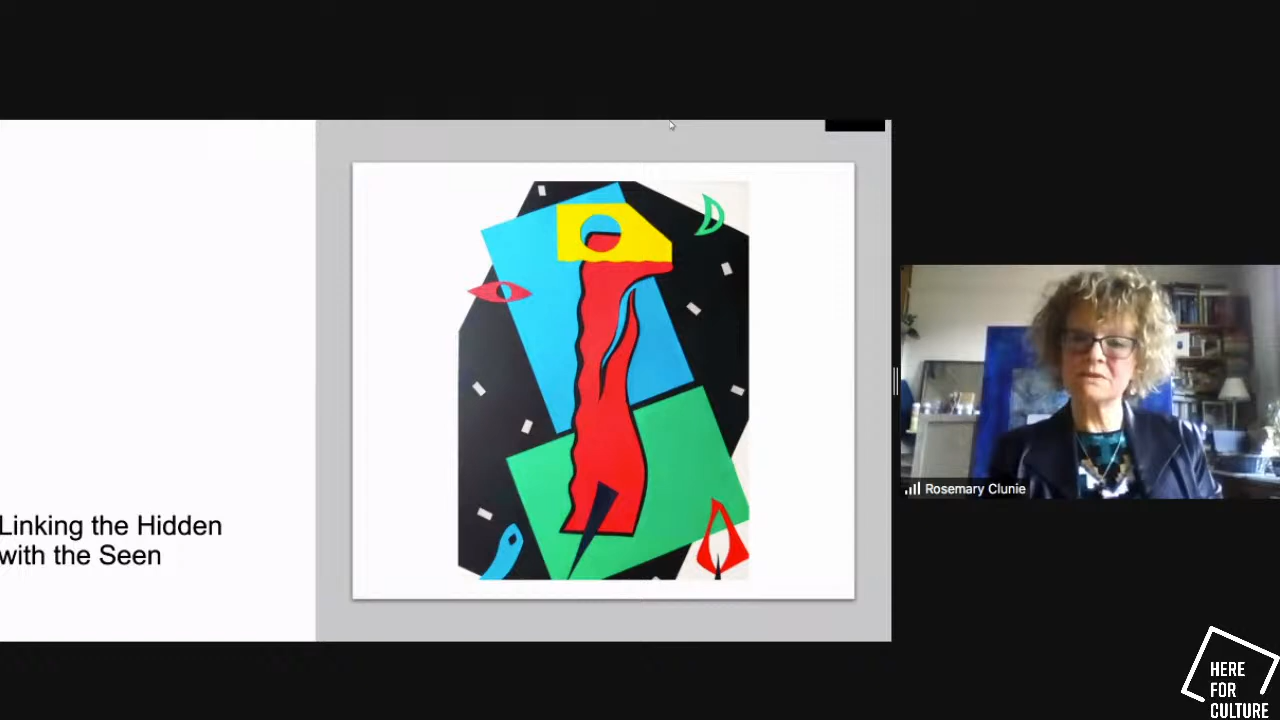 Linking the Hidden
with the Seen
Rosemary Clunie
HERE
FOR
CULTURE